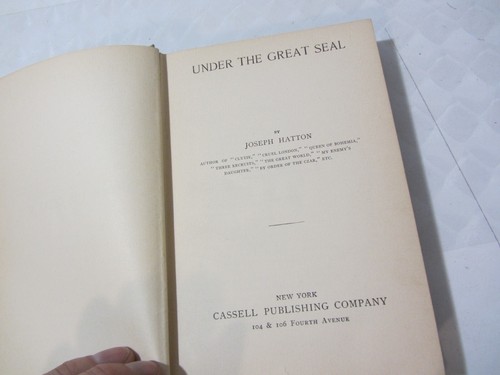 UNDER THE GREAT SEAL
BY
JOSEPH HATTON
AUTHOR OF "CLYTIE," "CRUEL LONDON," "QUEEN OF BOHEMIA,"
"THREE RECRUITS," "THE GREAT WORLD," "MY ENEMY'S
DAUGHTER," "BY ORDER OF THE CZAR," ETC.
NEW YORK
CASSELL PUBLISHING COMPANY
104 & 106 FOURTH AVENUE